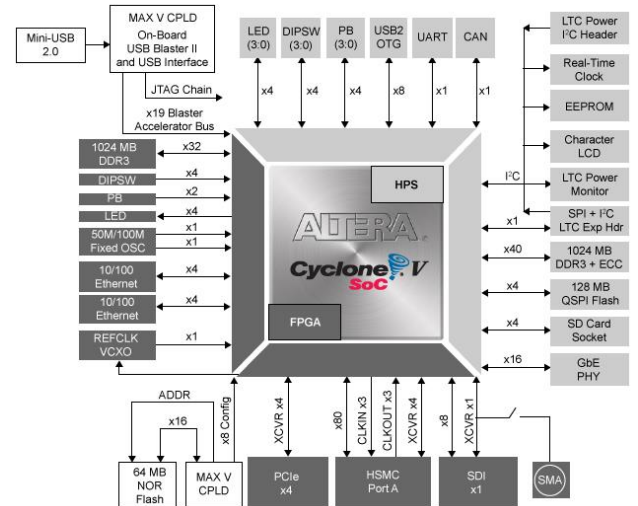 Mini-USB
2.0
MAX V CPLD
On-Board
USB Blaster II
and USB Interface
JTAG Chain
x19 Blaster
Accelerator Bus
LED
(3:0)
DIPSW
(3:0)
PB
(3:0)
USB2
OTG
UART
CAN
x4
x4
x4
x8
x1
x1
LTC Power
I²C Header
Real-Time
Clock
EEPROM
Character
LCD
LTC Power
Monitor
I²C
SPI + I²C
LTC Exp Hdr
x1
1024 MB
DDR3 + ECC
x40
128 MB
QSPI Flash
x4
SD Card
Socket
x4
GbE
PHY
x16
1024 MB
DDR3
x32
DIPSW
x4
PB
x2
LED
x4
50M/100M
Fixed OSC
x1
x1
10/100
Ethernet
x4
10/100
Ethernet
x4
REFCLK
VCXO
x1
HPS
ALTERA
Cyclone V
SoC
FPGA
ADDR
x16
x8 Config
64 MB
NOR
Flash
MAX V
CPLD
XCVR x4
PCIe
x4
x80
CLKIN x3
CLKOUT x3
XCVR x4
HSMC
Port A
x8
XCVR x1
SDI
x1
SMA